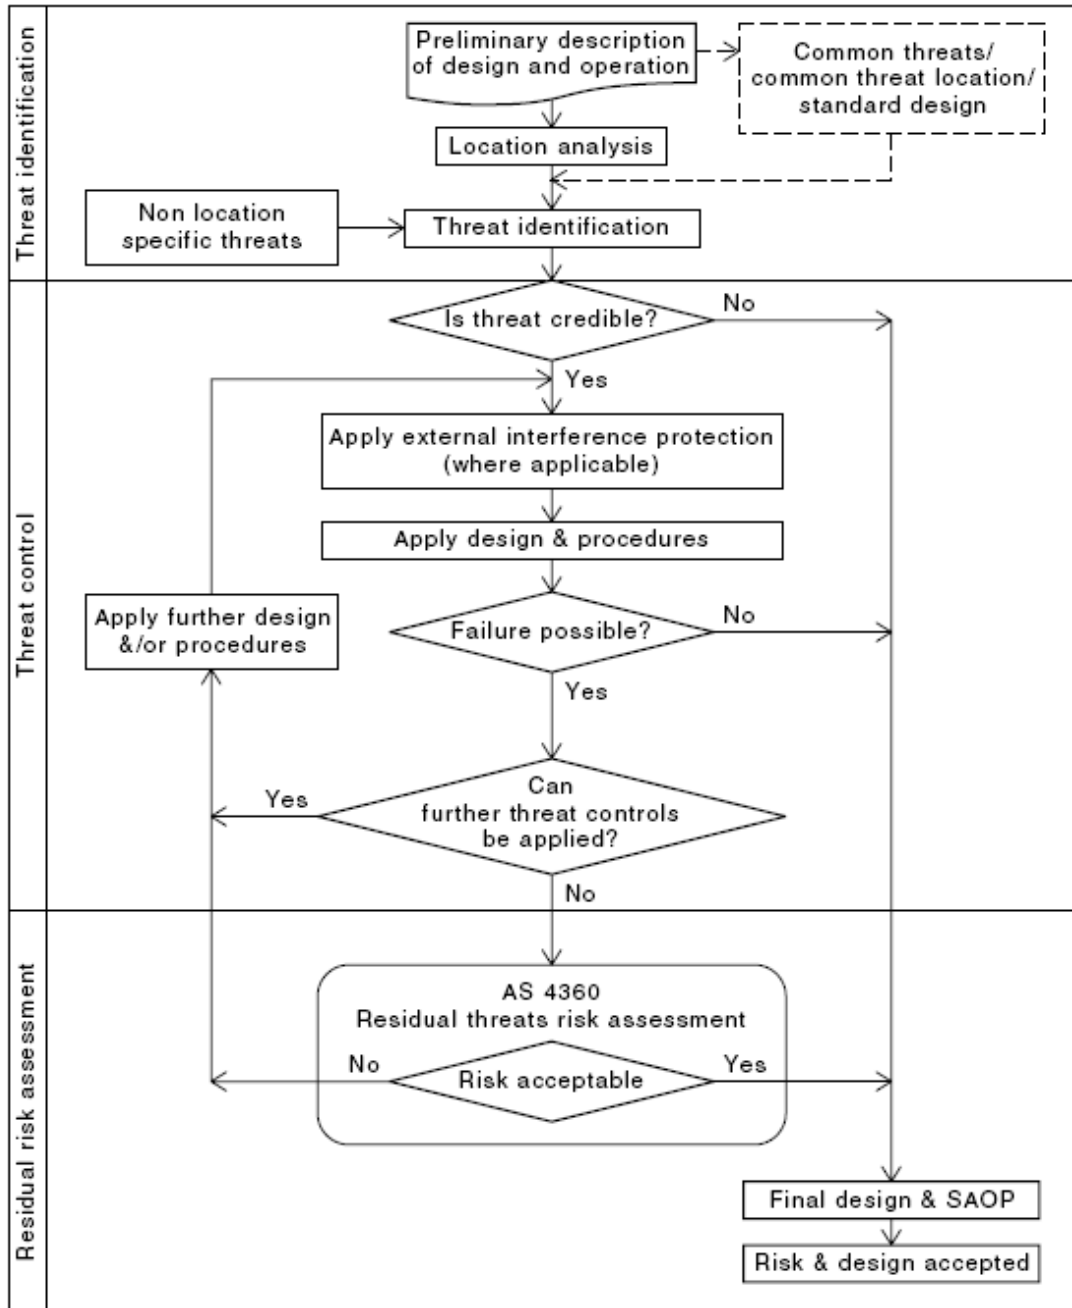 Threat identification
Preliminary description
of design and operation
Common threats/
common threat location/
standard design
Location analysis
Non location
specific threats
Threat identification
Threat control
Is threat credible?
No
Yes
Apply external interference protection
(where applicable)
Apply design & procedures
Apply further design
&/or procedures
Failure possible?
No
Yes
Can
further threat controls
be applied?
Yes
No
Residual risk assessment
AS 4360
Residual threats risk assessment
No
Risk acceptable
Yes
Final design & SAOP
Risk & design accepted